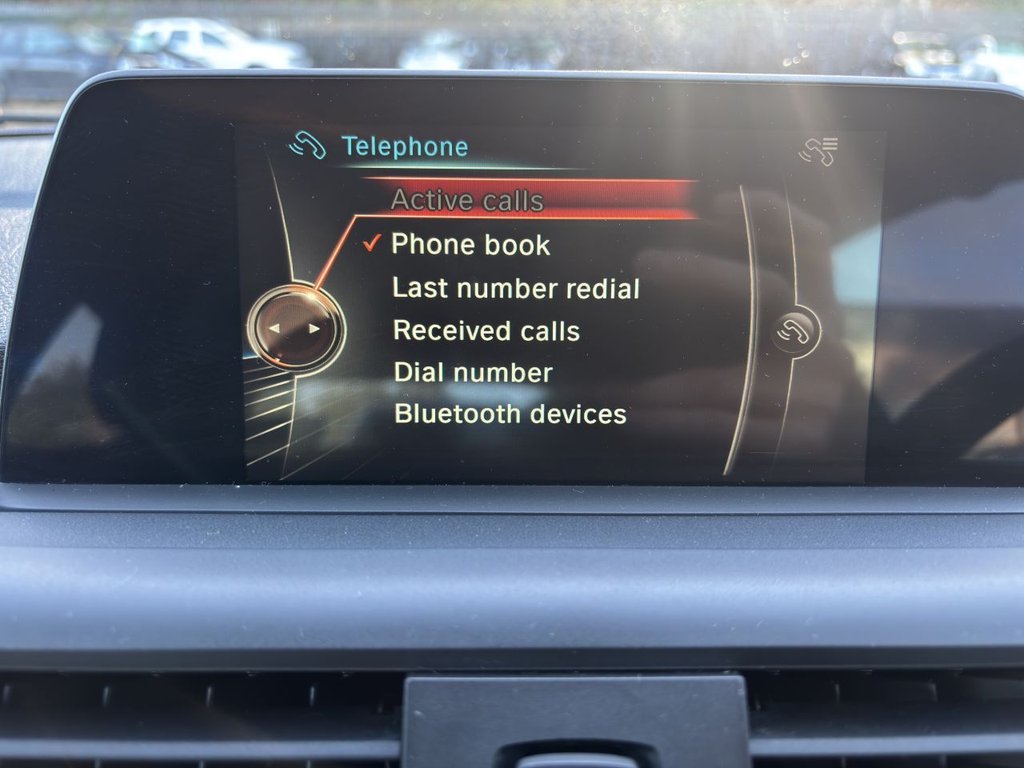 Telephone
Active calls
Phone book
Last number redial
Received calls
Dial number
Bluetooth devices